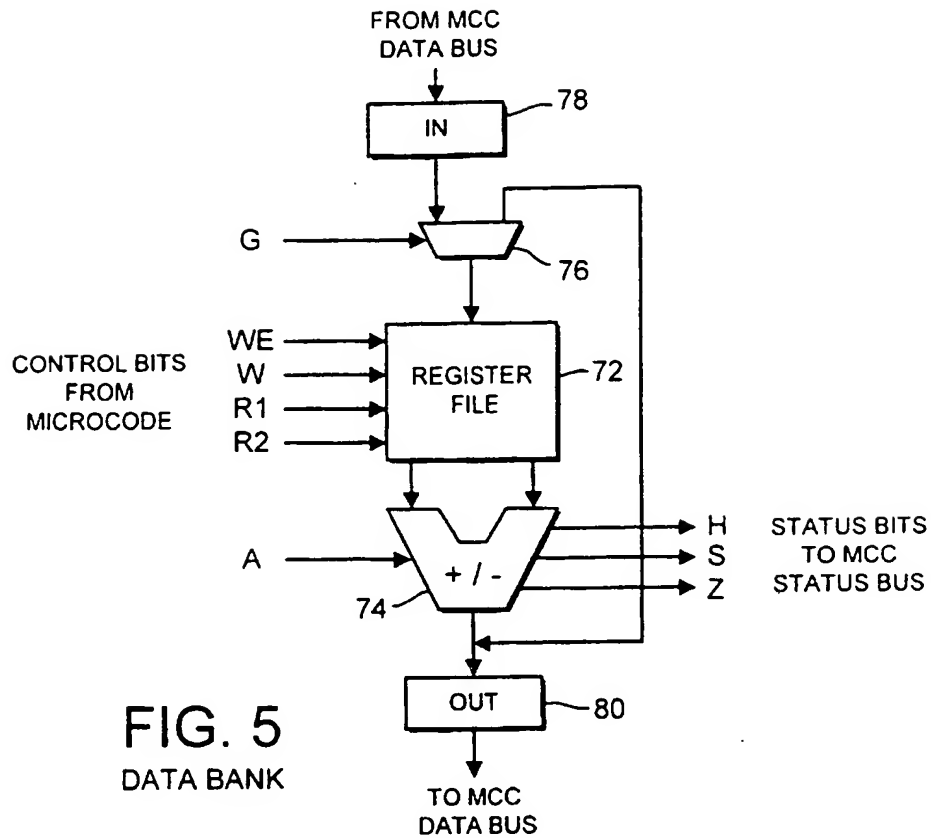 FROM MCC
DATA BUS
78
IN
G
76
WE
W
R1
R2
CONTROL BITS
FROM
MICROCODE
REGISTER
FILE
72
A
+ / -
74
H
S
Z
STATUS BITS
TO MCC
STATUS BUS
OUT
80
FIG. 5
DATA BANK
TO MCC
DATA BUS